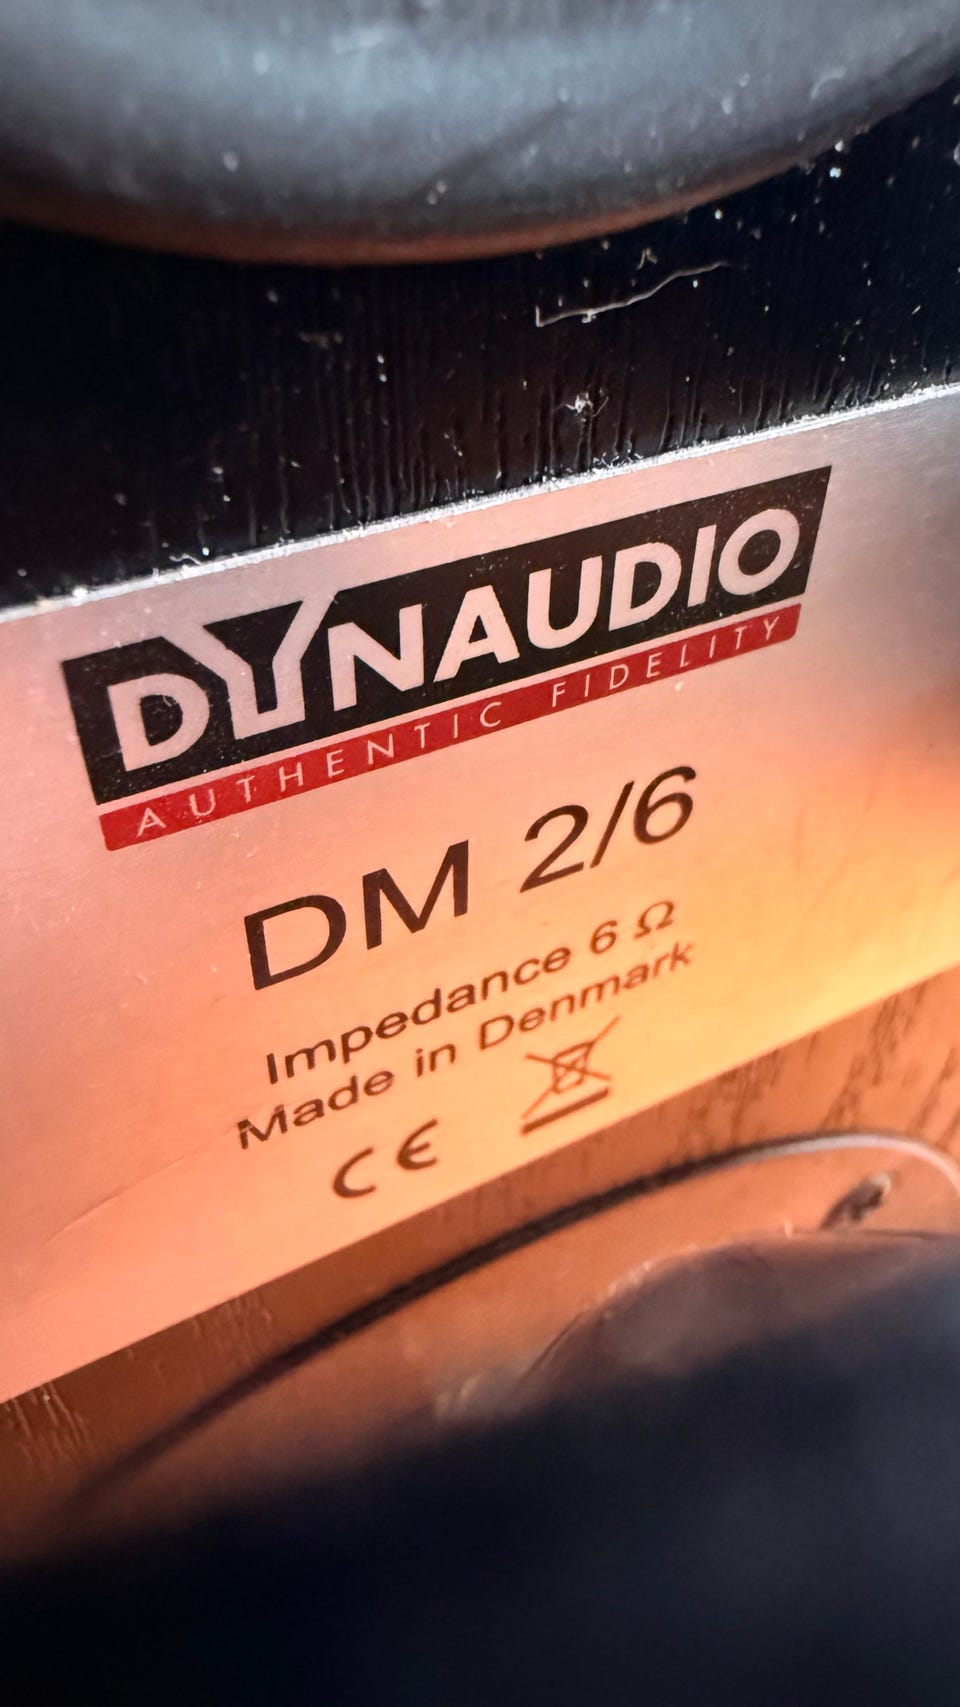 DYNAUDIO
AUTHENTIC FIDELITY
DM 2/6
Impedance 6 Ω
Made in Denmark
CE